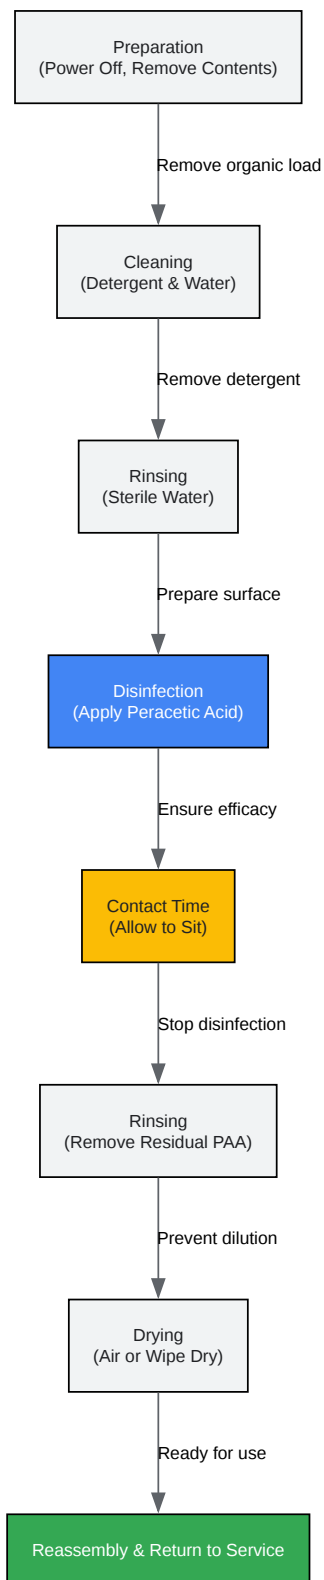 Preparation
(Power Off, Remove Contents)
Remove organic load
Cleaning
(Detergent & Water)
Remove detergent
Rinsing
(Sterile Water)
Prepare surface
Disinfection
(Apply Peracetic Acid)
Ensure efficacy
Contact Time
(Allow to Sit)
Stop disinfection
Rinsing
(Remove Residual PAA)
Prevent dilution
Drying
(Air or Wipe Dry)
Ready for use
Reassembly & Return to Service